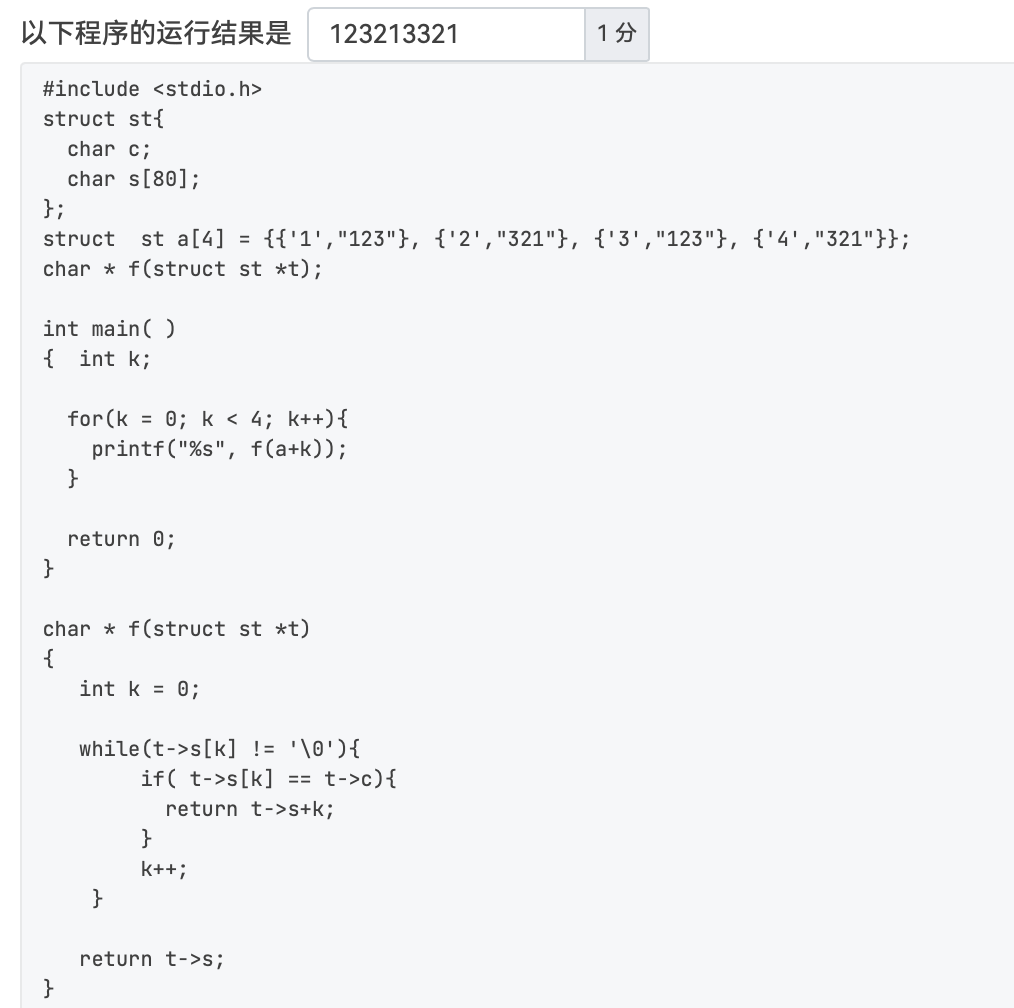 以下程序的运行结果是 123213321 1 分
#include <stdio.h>
struct st{
  char c;
  char s[80];
};
struct  st a[4] = {{'1',"123"}, {'2',"321"}, {'3',"123"}, {'4',"321"}};
char * f(struct st *t);

int main( )
{  int k;

  for(k = 0; k < 4; k++){
    printf("%s", f(a+k));
  }

  return 0;
}

char * f(struct st *t)
{
   int k = 0;

   while(t->s[k] != '\0'){
        if( t->s[k] == t->c){
          return t->s+k;
        }
        k++;
    }

   return t->s;
}